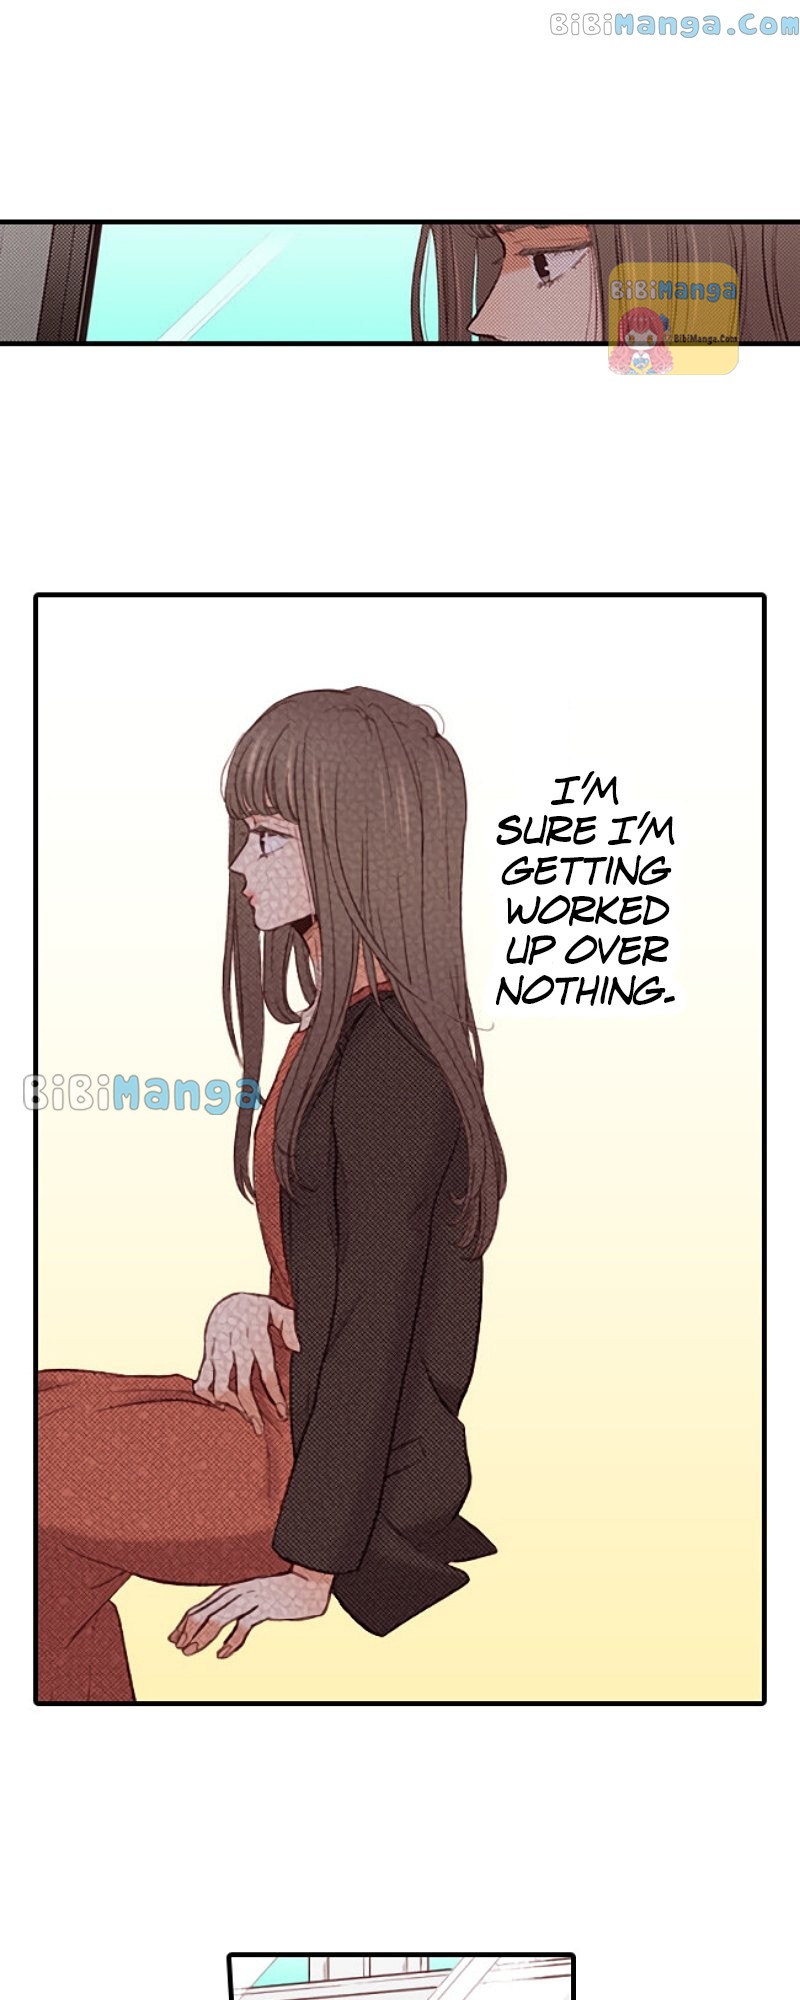 BiBiManga.Com
BiBiManga
BibiManga.Com
I'M
SURE I'M
GETTING
WORKED
UP OVER
NOTHING.
BiBiManga